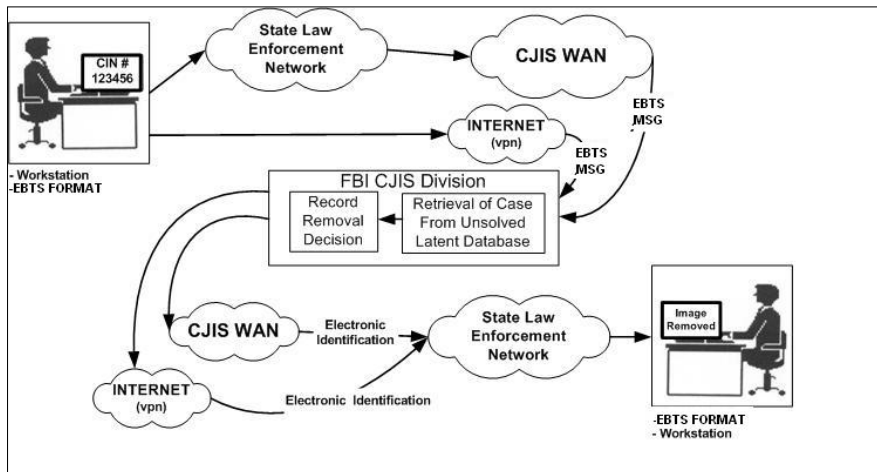 CIN #
123456
- Workstation
-EBTS FORMAT
State Law
Enforcement
Network
CJIS WAN
EBTS
MSG
INTERNET
(vpn)
EBTS
MSG
FBI CJIS Division
Record
Removal
Decision
Retrieval of Case
From Unsolved
Latent Database
CJIS WAN
Electronic
Identification
State Law
Enforcement
Network
Image
Removed
INTERNET
(vpn)
Electronic Identification
-EBTS FORMAT
- Workstation